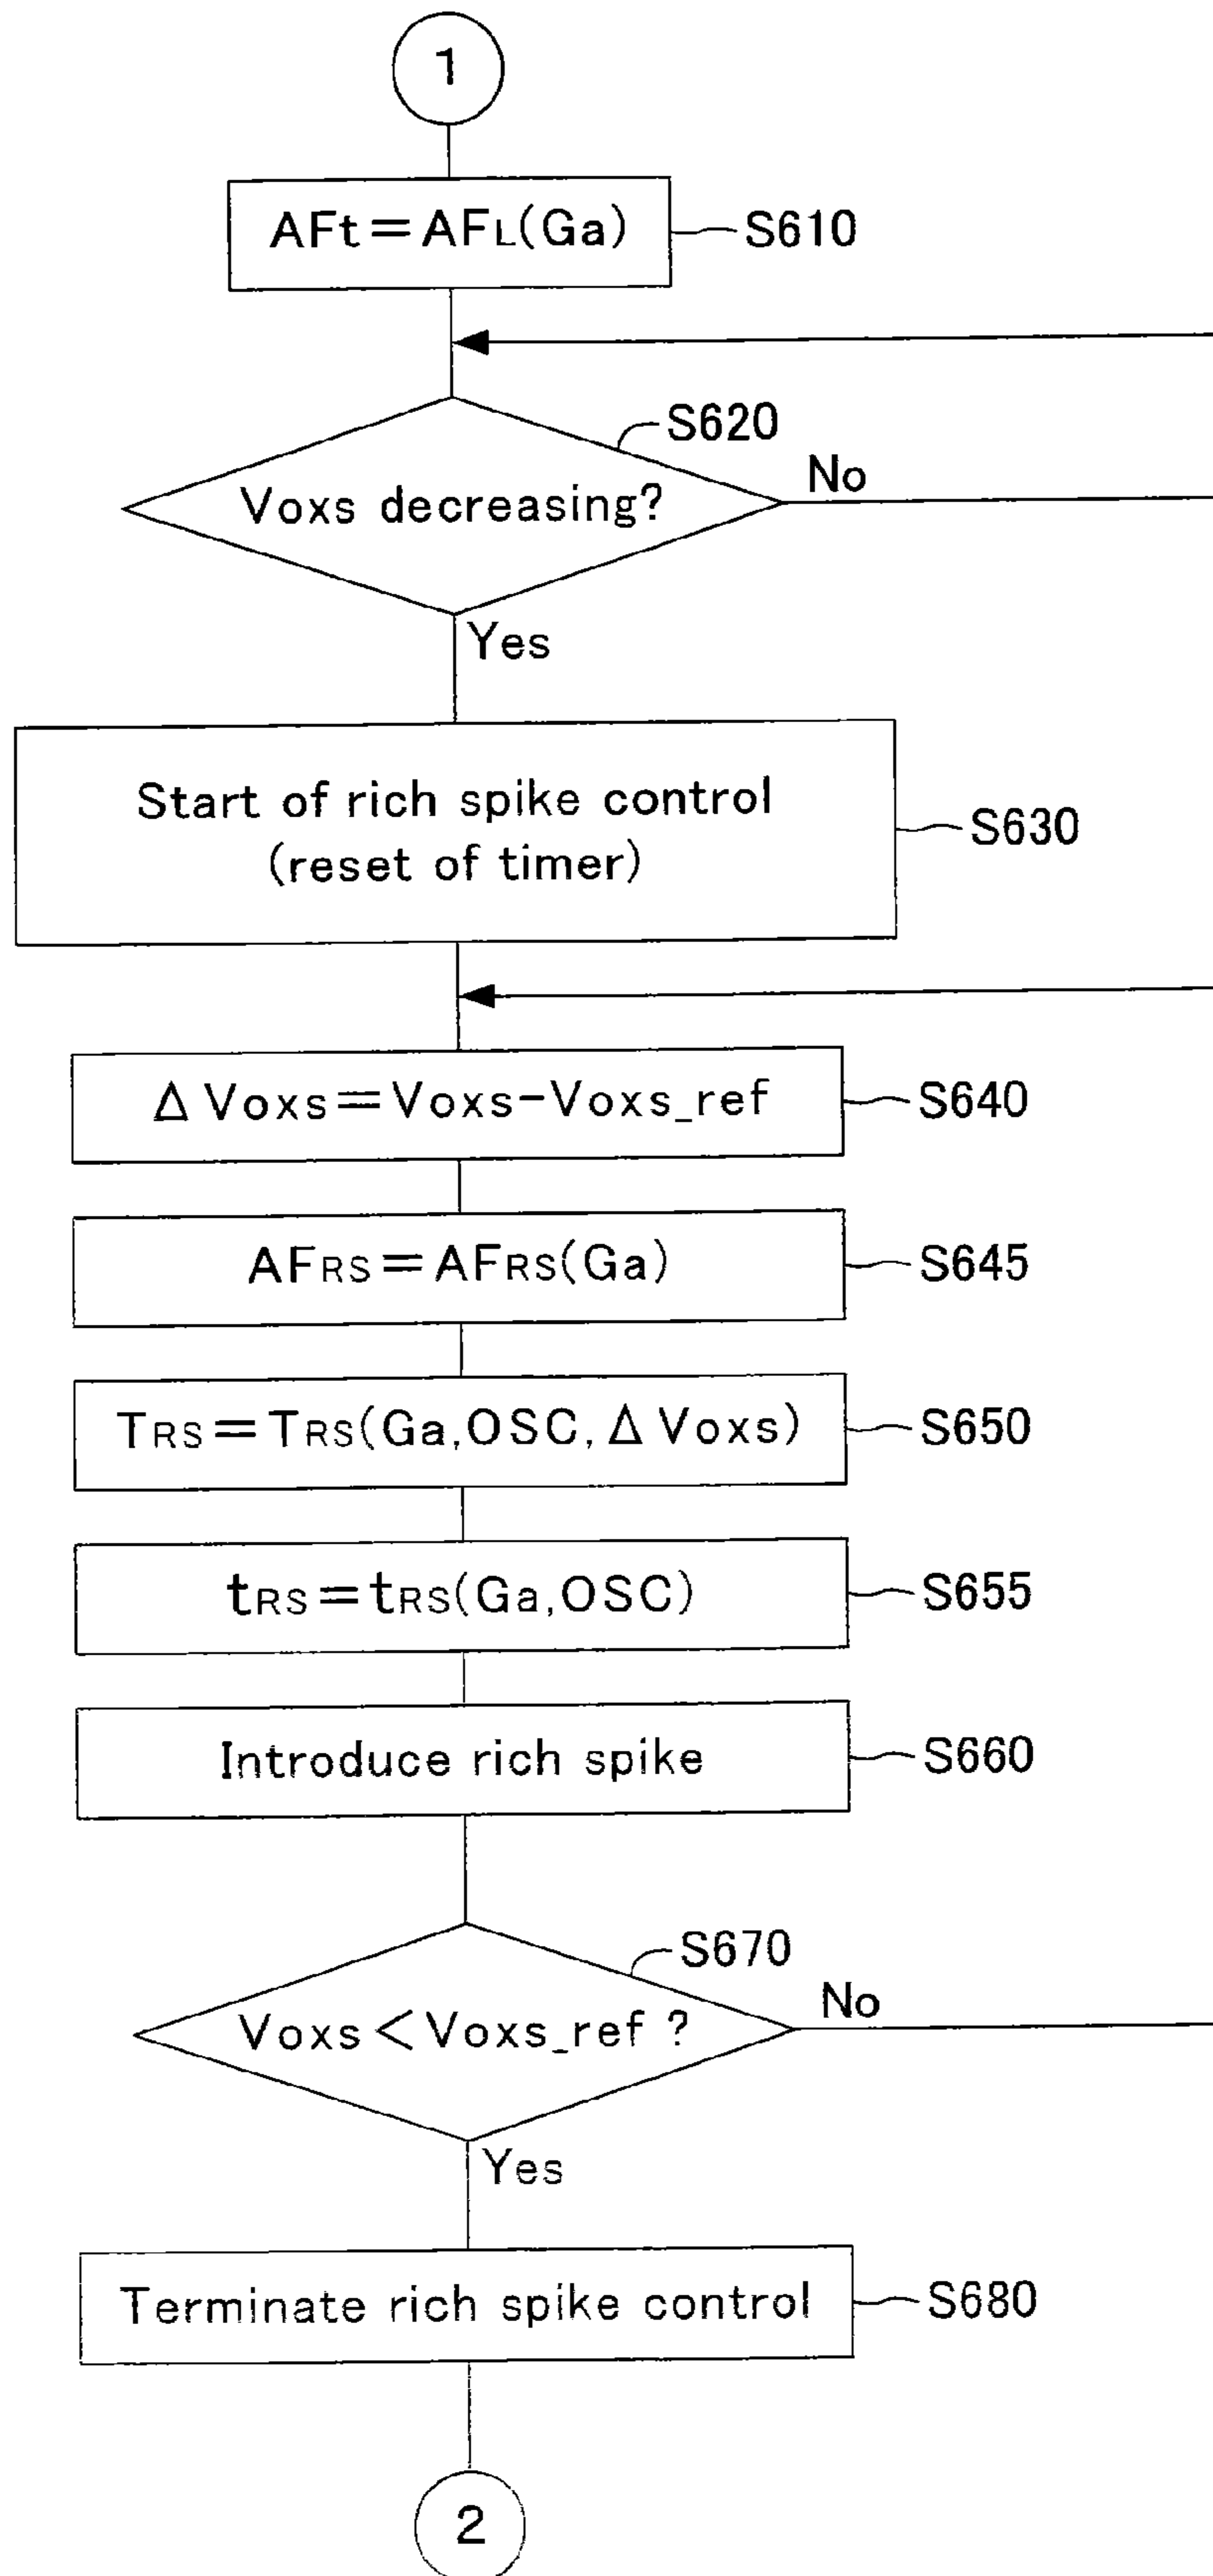 1
AFt=AFL(Ga)
S610
S620
Voxs decreasing?
No
Yes
Start of rich spike control
(reset of timer)
S630
Δ Voxs=Voxs-Voxs_ref
S640
AFRS=AFRS(Ga)
S645
TRS=TRS(Ga,OSC,Δ Voxs)
S650
tRS=tRS(Ga,OSC)
S655
Introduce rich spike
S660
S670
Voxs<Voxs_ref ?
No
Yes
Terminate rich spike control
S680
2